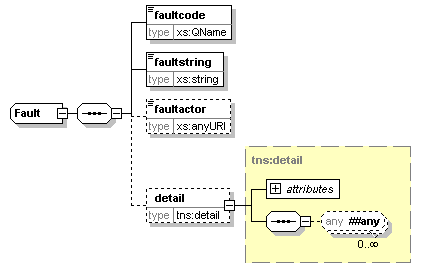 faultcode
type xs:QName
faultstring
type xs:string
Fault
faultactor
type xs:anyURI
tns:detail
detail
type tns:detail
attributes
any ##any
0..∞